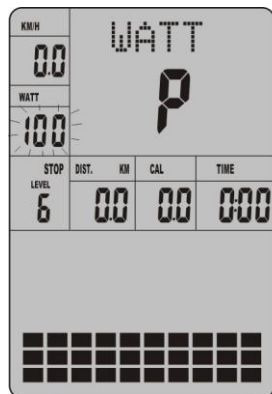 KM/H
0.0
WATT
P
WATT
100
STOP
LEVEL
6
DIST. KM
0.0
CAL
0.0
TIME
0:00